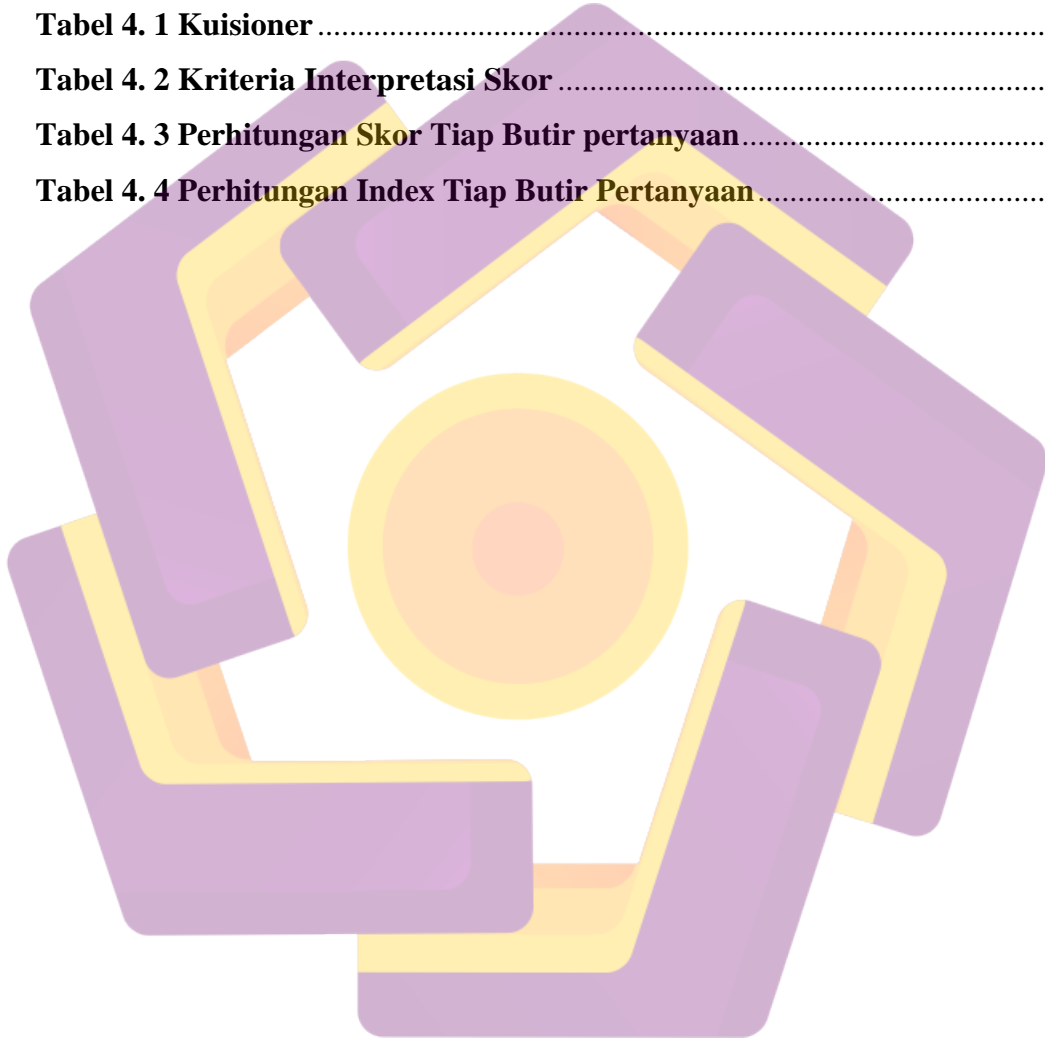 Tabel 4. 1 Kuisioner ...........................................................................................
Tabel 4. 2 Kriteria Interpretasi Skor .............................................................
Tabel 4. 3 Perhitungan Skor Tiap Butir pertanyaan......................................
Tabel 4. 4 Perhitungan Index Tiap Butir Pertanyaan....................................